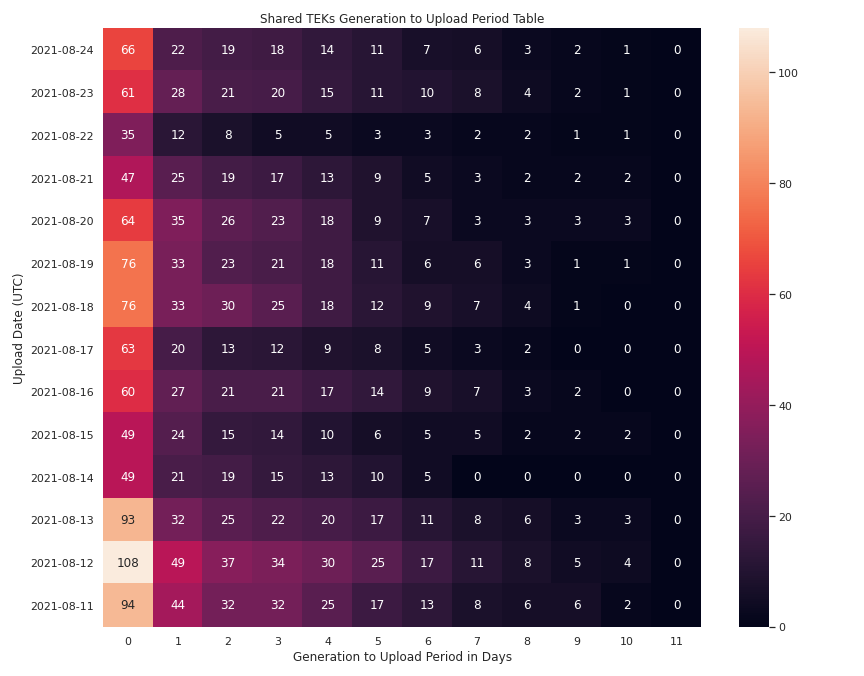 Shared TEKs Generation to Upload Period Table
2021-08-24 66 22 19 18 14 11 7 6 3 2 1 0
2021-08-23 61 28 21 20 15 11 10 8 4 2 1 0
2021-08-22 35 12 8 5 5 3 3 2 2 1 1 0
2021-08-21 47 25 19 17 13 9 5 3 2 2 2 0
2021-08-20 64 35 26 23 18 9 7 3 3 3 3 0
2021-08-19 76 33 23 21 18 11 6 6 3 1 1 0
2021-08-18 76 33 30 25 18 12 9 7 4 1 0 0
2021-08-17 63 20 13 12 9 8 5 3 2 0 0 0
2021-08-16 60 27 21 21 17 14 9 7 3 2 0 0
2021-08-15 49 24 15 14 10 6 5 5 2 2 2 0
2021-08-14 49 21 19 15 13 10 5 0 0 0 0 0
2021-08-13 93 32 25 22 20 17 11 8 6 3 3 0
2021-08-12 108 49 37 34 30 25 17 11 8 5 4 0
2021-08-11 94 44 32 32 25 17 13 8 6 6 2 0
0 1 2 3 4 5 6 7 8 9 10 11
Generation to Upload Period in Days
Upload Date (UTC)
100
80
60
40
20
0